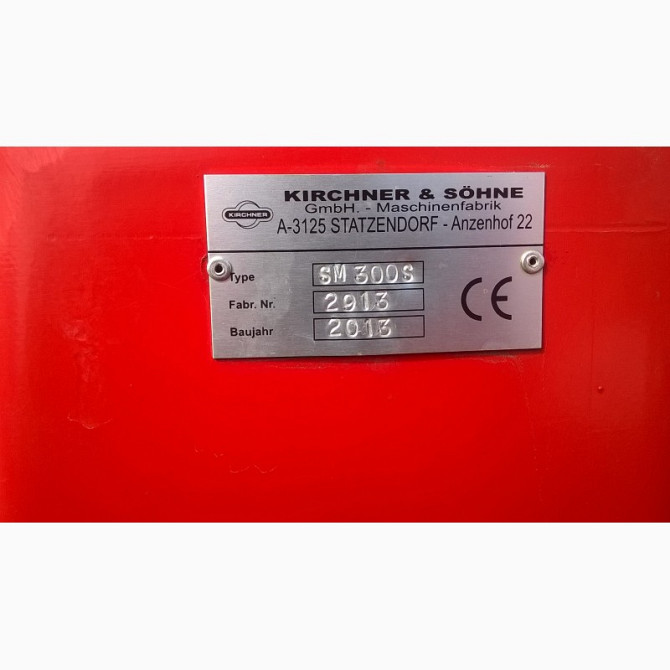 KIRCHNER
KIRCHNER & SÖHNE
GmbH. - Maschinenfabrik
A-3125 STATZENDORF - Anzenhof 22
Type SM 300S
Fabr. Nr. 2913
Baujahr 2013
CE